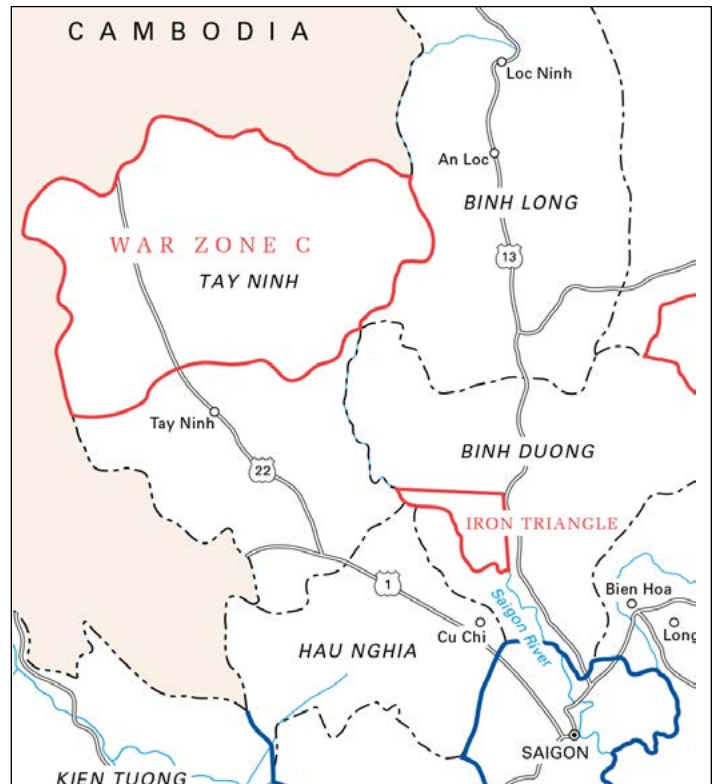 CAMBODIA
Loc Ninh
An Loc
BINH LONG
WAR ZONE C
13
TAY NINH
Tay Ninh
BINH DUONG
22
IRON TRIANGLE
1
Saigon River
Bien Hoa
Cu Chi
Long
HAU NGHIA
SAIGON
KIEN TUONG